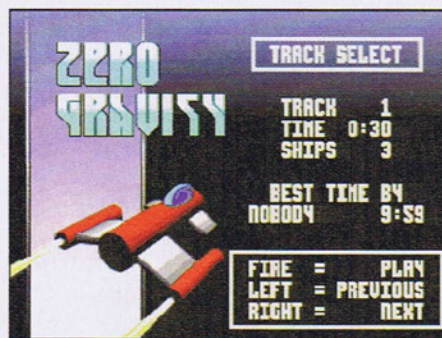 ZERO
GRAVITY
TRACK SELECT
TRACK 1
TIME 0:30
SHIPS 3
BEST TIME BY
NOBODY 9:59
FIRE = PLAY
LEFT = PREVIOUS
RIGHT = NEXT